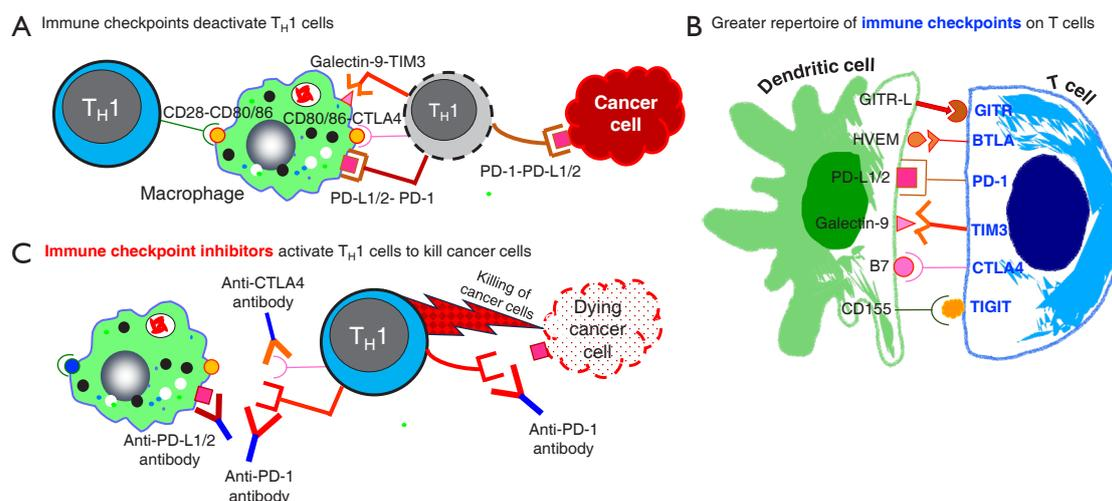 A Immune checkpoints deactivate TH1 cells
Galectin-9-TIM3
TH1
CD28-CD80/86
CD80/86-CTLA4
TH1
Cancer
cell
Macrophage
PD-L1/2- PD-1
PD-1-PD-L1/2
B Greater repertoire of immune checkpoints on T cells
Dendritic cell
T cell
GITR-L
GITR
HVEM
BTLA
PD-L1/2
PD-1
Galectin-9
TIM3
B7
CTLA4
CD155
TIGIT
C Immune checkpoint inhibitors activate TH1 cells to kill cancer cells
Anti-CTLA4
antibody
TH1
Killing of
cancer cells
Dying
cancer
cell
Anti-PD-L1/2
antibody
Anti-PD-1
antibody
Anti-PD-1
antibody